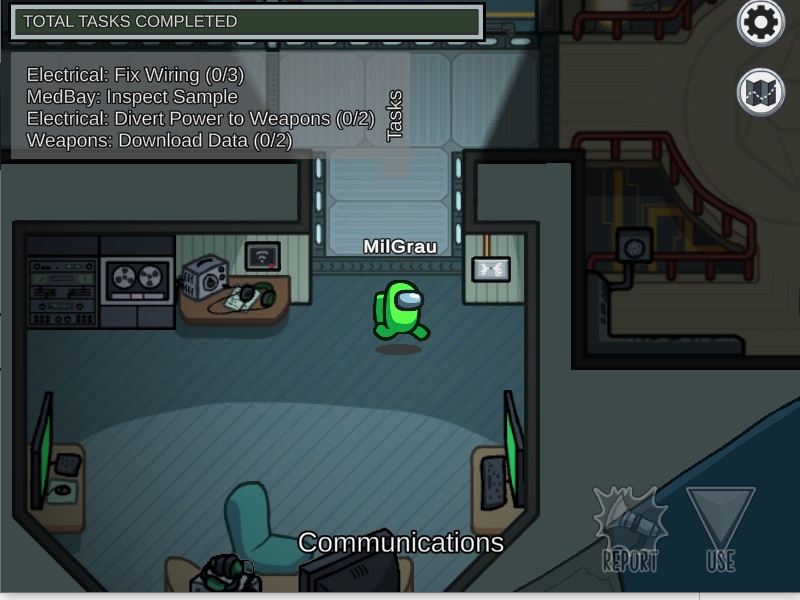 TOTAL TASKS COMPLETED
Electrical: Fix Wiring (0/3)
MedBay: Inspect Sample
Electrical: Divert Power to Weapons (0/2)
Weapons: Download Data (0/2)
Tasks
MilGrau
Communications
REPORT
USE